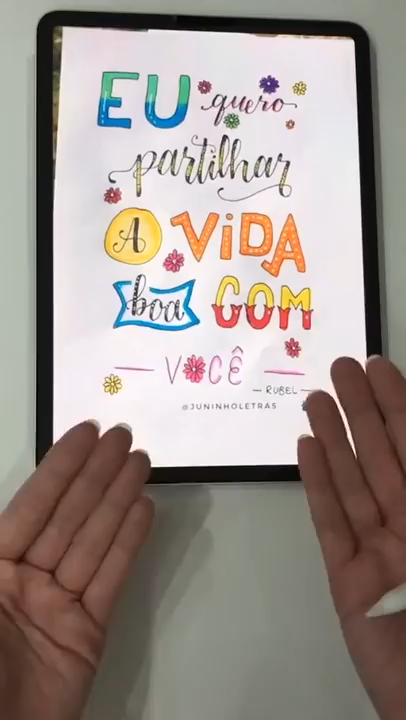 EU quero
partilhar
A ViDA
boa COM
VOCÊ
— RUBEL —
@JUNINHOLETRAS